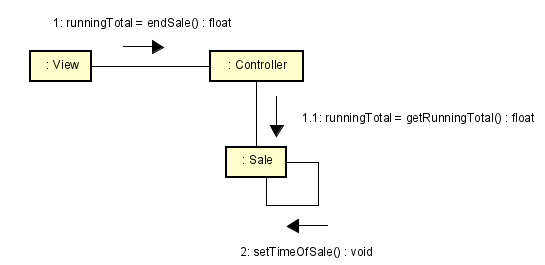 1: runningTotal = endSale() : float
: View
: Controller
1.1: runningTotal = getRunningTotal() : float
: Sale
2: setTimeOfSale() : void